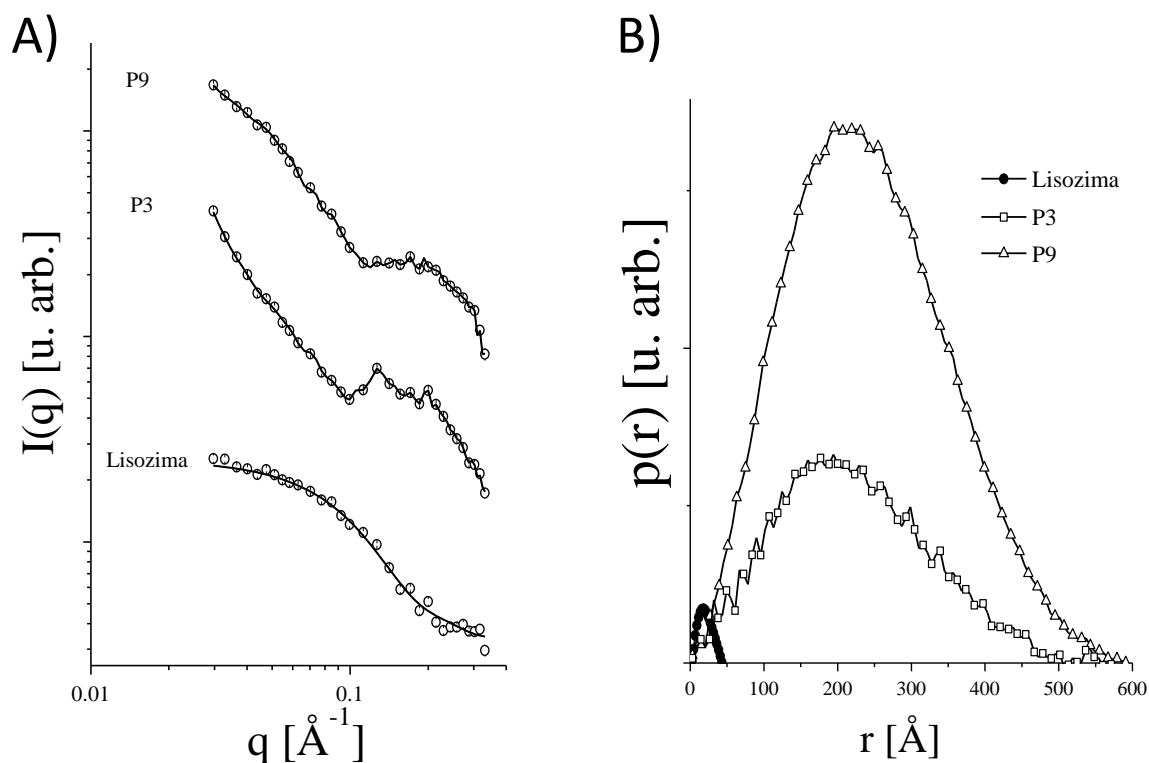 A)
P9
P3
Lisozima
I(q) [u. arb.]
0.01
0.1
q [Å-1]
B)
Lisozima
P3
P9
p(r) [u. arb.]
0
100
200
300
400
500
600
r [Å]